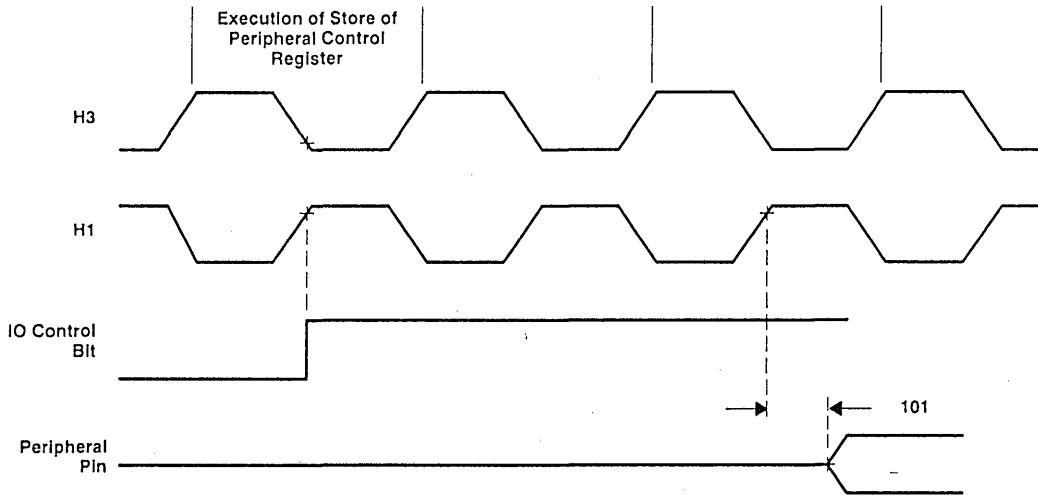 Execution of Store of
Peripheral Control
Register
H3
H1
IO Control
Bit
101
Peripheral
Pin